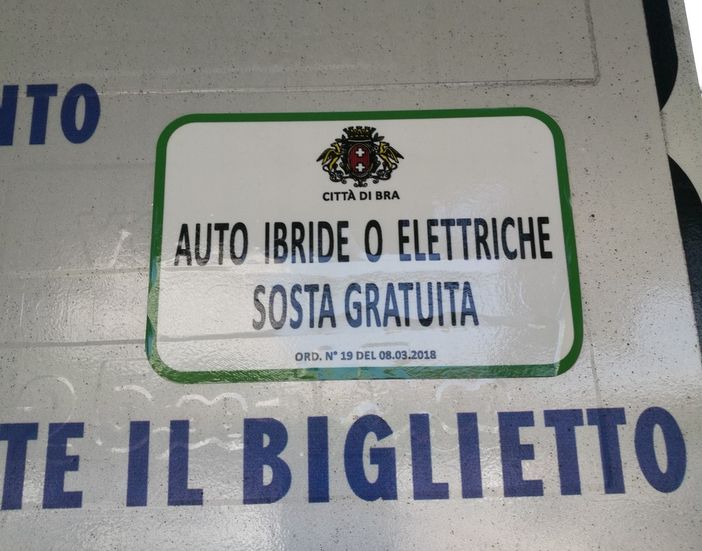 NTO
CITTÀ DI BRA
AUTO IBRIDE O ELETTRICHE
SOSTA GRATUITA
ORD. N° 19 DEL 08.03.2018
TE IL BIGLIETTO